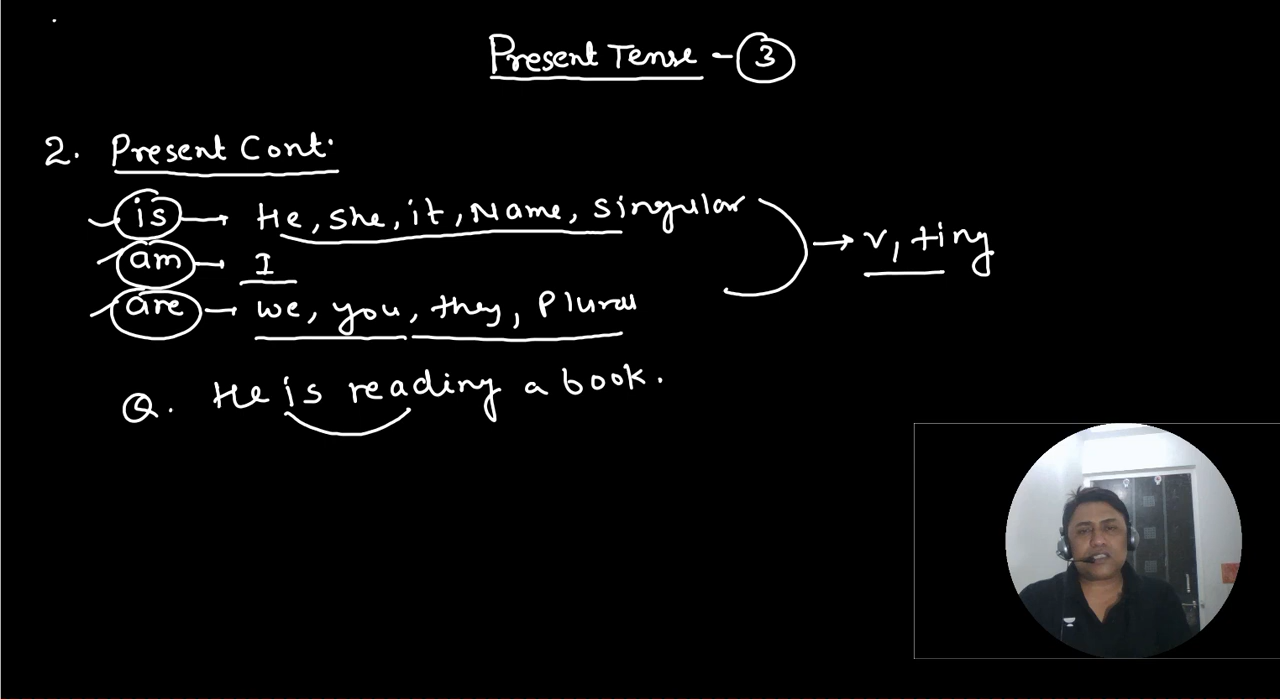 Present Tense - 3
2. Present Cont.
is → He, she, it, Name, singular
am → I
→ v, +ing
are → we, you, they, Plural
Q. He is reading a book.